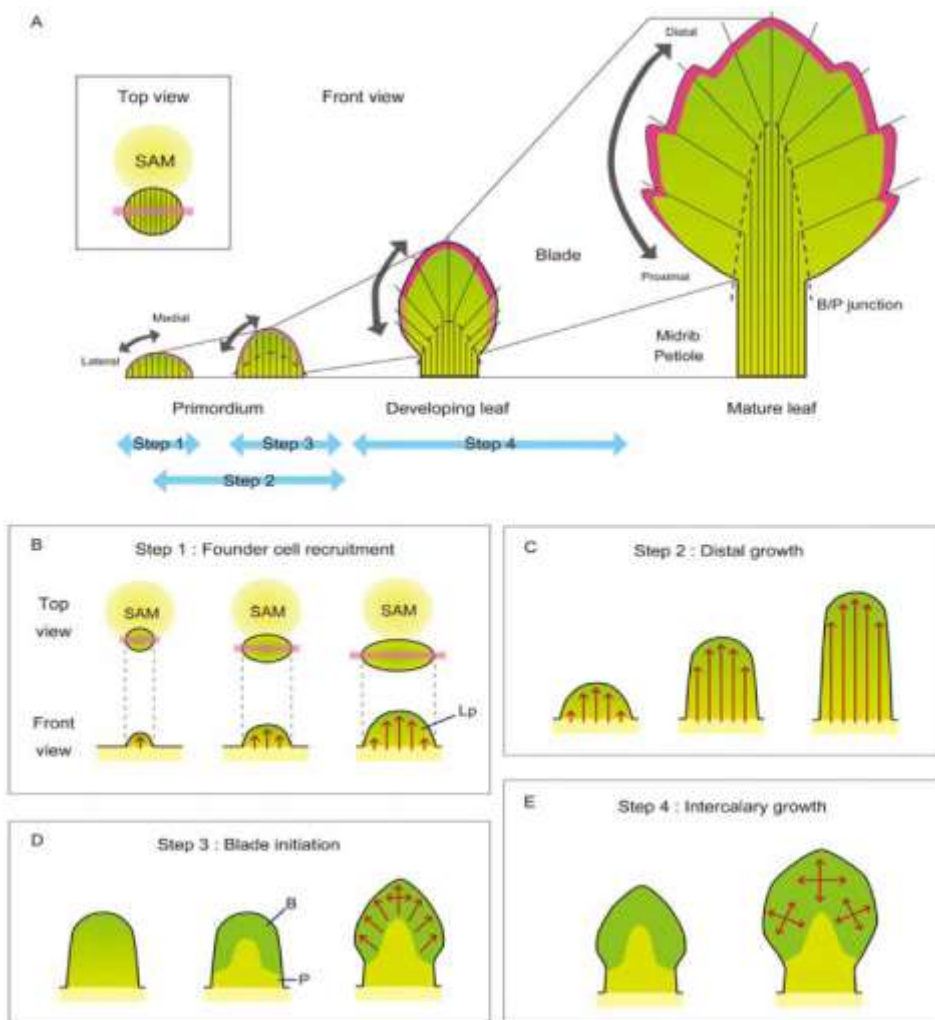 A
Top view
SAM
Front view
Distal
Proximal
Blade
B/P junction
Midrib
Petiole
Medial
Lateral
Primordium
Developing leaf
Mature leaf
Step 1
Step 3
Step 4
Step 2
B
Step 1 : Founder cell recruitment
Top
view
SAM
SAM
SAM
Front
view
Lp
C
Step 2 : Distal growth
D
Step 3 : Blade initiation
B
P
E
Step 4 : Intercalary growth